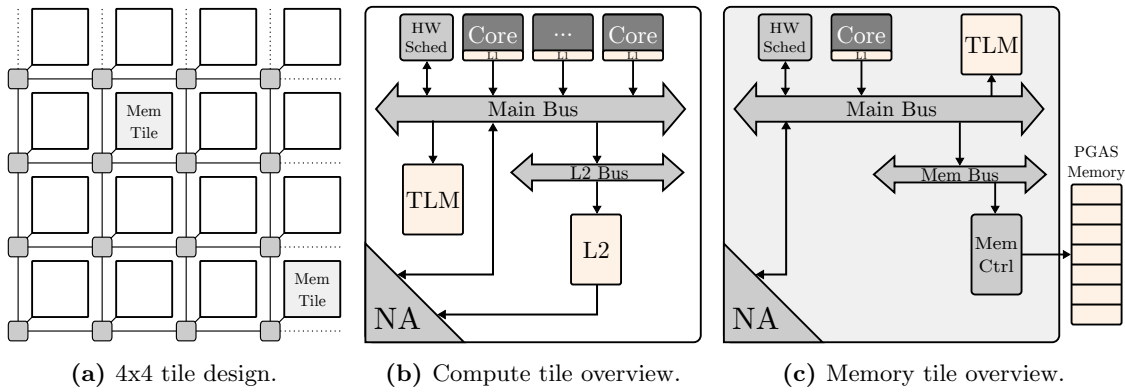 Mem
Tile
Mem
Tile
(a) 4x4 tile design.
HW
Sched
Core
L1
...
L1
Core
L1
Main Bus
TLM
L2 Bus
L2
NA
(b) Compute tile overview.
HW
Sched
Core
L1
TLM
Main Bus
Mem Bus
Mem
Ctrl
PGAS
Memory
NA
(c) Memory tile overview.